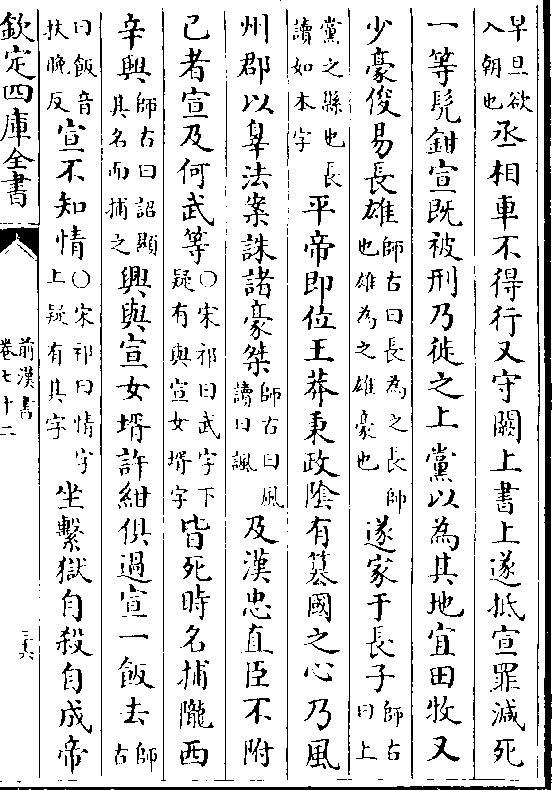 早旦欲入朝也丞相車不得行又守闕上書上遂抵宣罪減死
一等髡鉗宣既被刑乃徙之上黨以為其地宜田牧又
少豪俊易長雄師古曰長為之長帥也雄為之雄豪也遂家于長子師古曰上
黨之縣也長讀如本字平帝即位王莽秉政陰有簒國之心乃風
州郡以辠法案誅諸豪桀師古曰風讀曰諷及漢忠直臣不附
己者宣及何武等○宋祁曰武字下疑有與宣女壻字皆死時名捕隴西
辛興師古曰詔顯其名而捕之興與宣女壻許紺俱過宣一飯去師古
曰飯音扶晚反宣不知情○宋祁曰情字上疑有其字坐繫獄自殺自成帝
欽定四庫全書
前漢書
卷七十二
三六